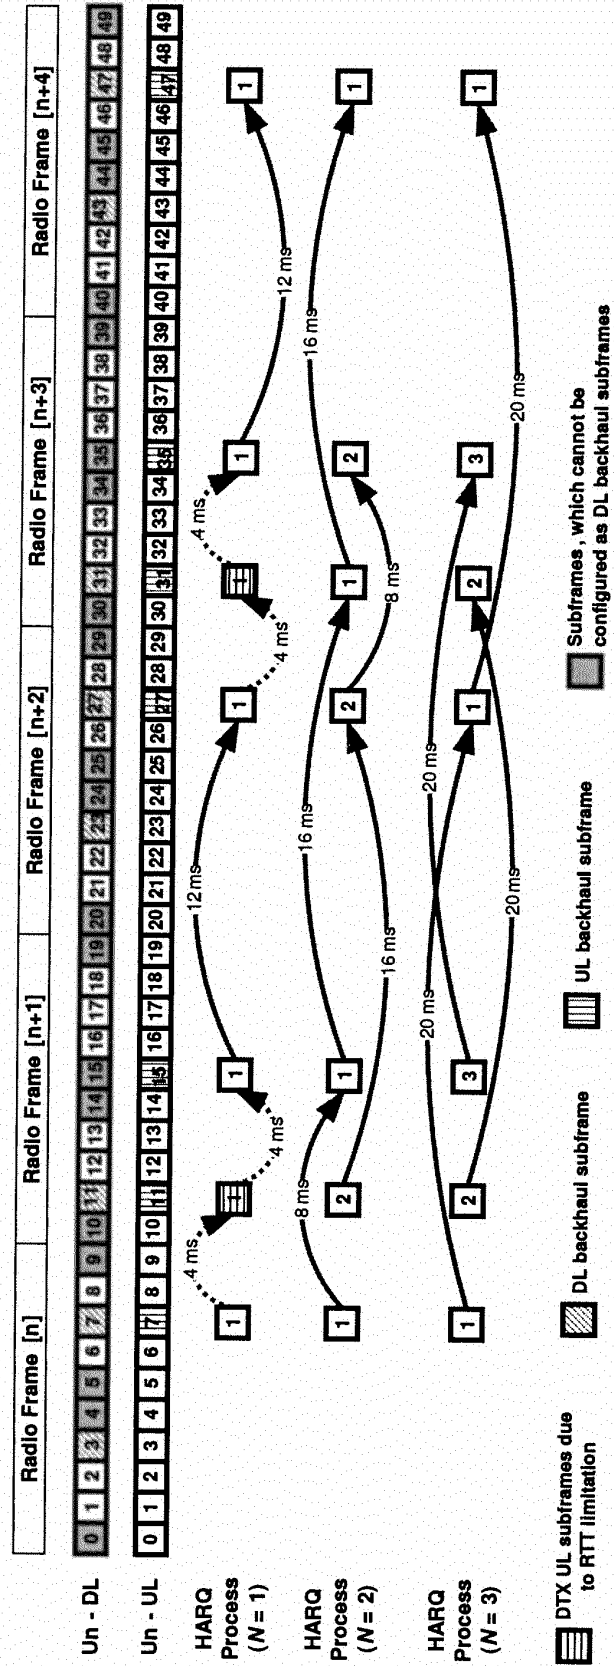 Radio Frame [n] Radio Frame [n+1] Radio Frame [n+2] Radio Frame [n+3] Radio Frame [n+4]
Un - DL 0 1 2 3 4 5 6 7 8 9 10 11 12 13 14 15 16 17 18 19 20 21 22 23 24 25 26 27 28 29 30 31 32 33 34 35 36 37 38 39 40 41 42 43 44 45 46 47 48 49
Un - UL 0 1 2 3 4 5 6 7 8 9 10 11 12 13 14 15 16 17 18 19 20 21 22 23 24 25 26 27 28 29 30 31 32 33 34 35 36 37 38 39 40 41 42 43 44 45 46 47 48 49
HARQ
Process
(N = 1)
1 4 ms 1 4 ms 1 12 ms 1 4 ms 1 4 ms 1 12 ms 1
HARQ
Process
(N = 2)
1 8 ms 2 1 16 ms 16 ms 2 1 8 ms 2 16 ms 1
HARQ
Process
(N = 3)
1 2 3 20 ms 20 ms 20 ms 1 2 3 20 ms 1
DTX UL subframes due
to RTT limitation
DL backhaul subframe
UL backhaul subframe
Subframes, which cannot be
configured as DL backhaul subframes